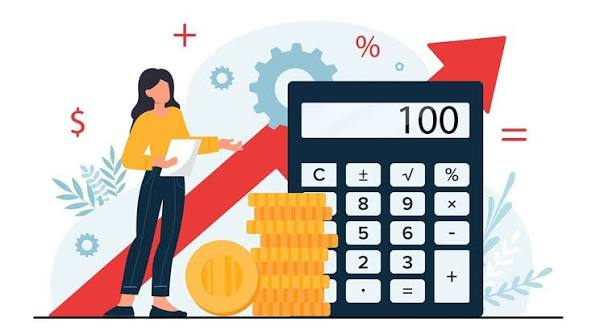 +
%
$
=
100
C ± √ %
8 9 ×
5 6 -
2 3 +
. =